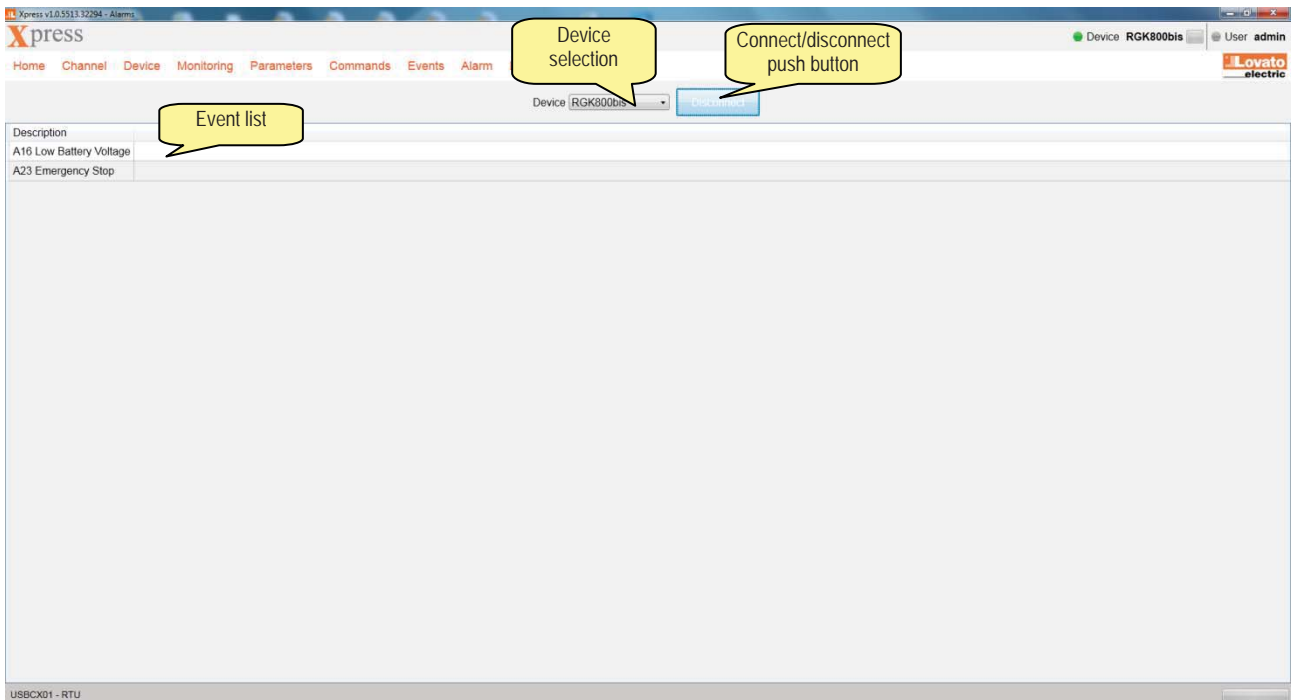 Xpress v1.0.5513.32294 - Alarms
Xpress
Device RGK800bis
User admin
Home Channel Device Monitoring Parameters Commands Events Alarm
Lovato
electric
Device
selection
Connect/disconnect
push button
Device RGK800bis
Disconnect
Event list
Description
A16 Low Battery Voltage
A23 Emergency Stop
USBCX01 - RTU